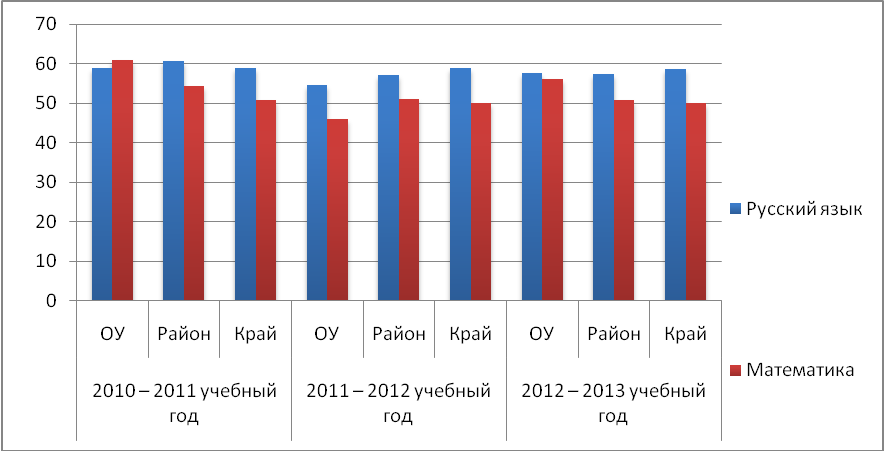 70
60
50
40
30
20
10
0
ОУ Район Край ОУ Район Край ОУ Район Край
2010 – 2011 учебный год
2011 – 2012 учебный год
2012 – 2013 учебный год
Русский язык
Математика